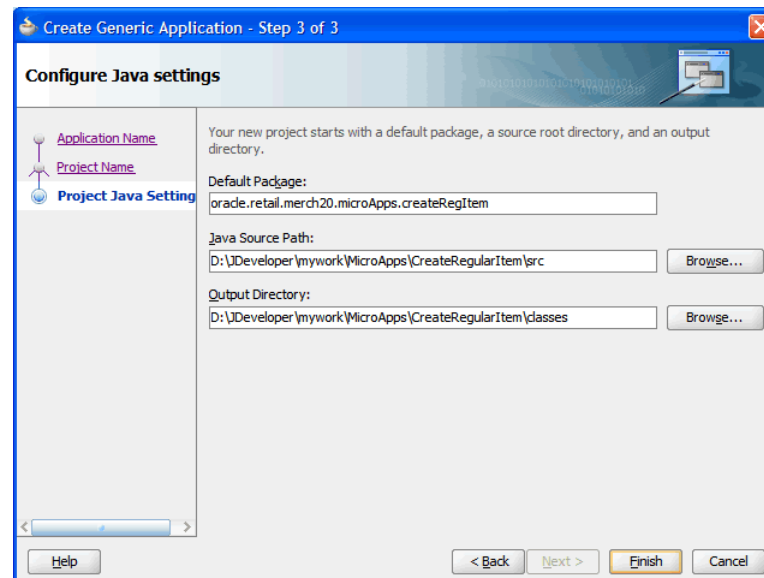 Create Generic Application - Step 3 of 3
Configure Java settings
Application Name
Project Name
Project Java Setting
Your new project starts with a default package, a source root directory, and an output
directory.
Default Package:
oracle.retail.merch20.microApps.createRegItem
Java Source Path:
D:\JDeveloper\mywork\MicroApps\CreateRegularItem\src
Browse...
Output Directory:
D:\JDeveloper\mywork\MicroApps\CreateRegularItem\classes
Browse...
Help
< Back
Next >
Finish
Cancel